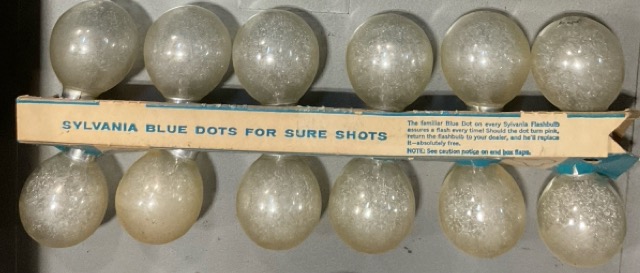 SYLVANIA BLUE DOTS FOR SURE SHOTS
The familiar Blue Dot on every Sylvania Flashbulb
assures a flash every time! Should the dot turn pink,
return the flashbulb to your dealer, and he'll replace
it—absolutely free.
NOTE: See caution notice on end box flaps.